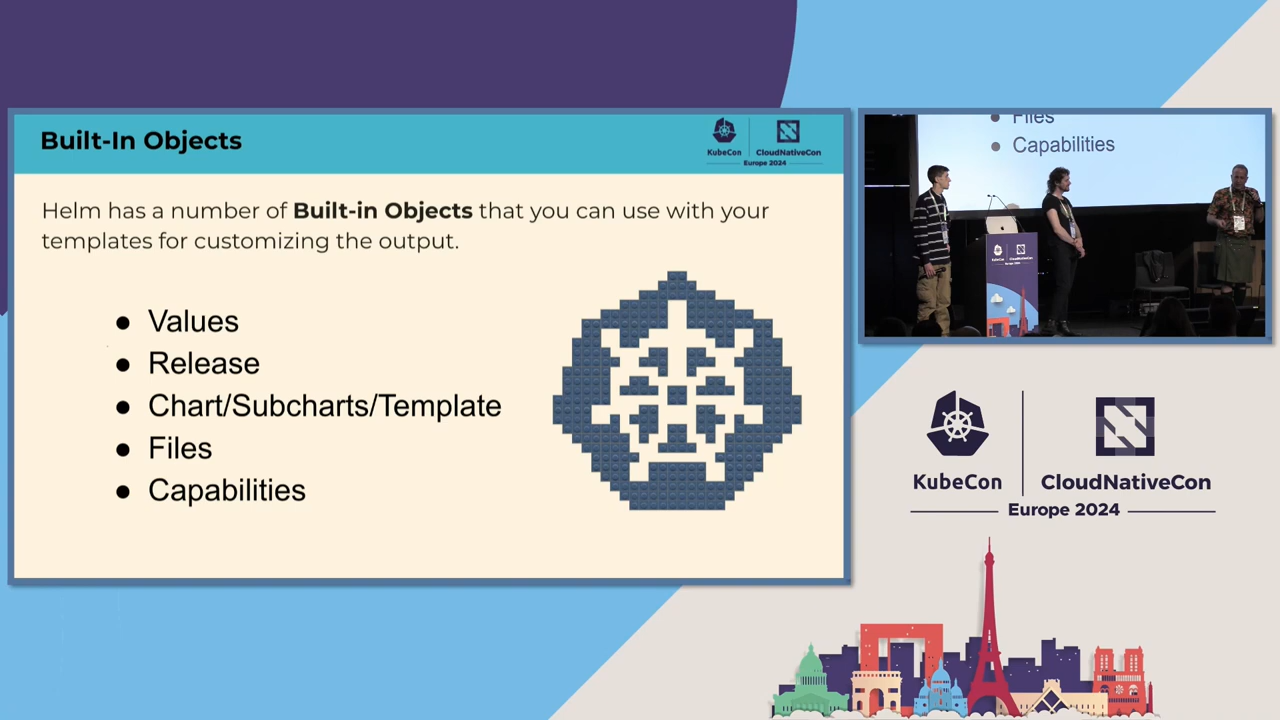 Built-In Objects
KubeCon
CloudNativeCon
Europe 2024
Helm has a number of Built-in Objects that you can use with your
templates for customizing the output.
● Values
● Release
● Chart/Subcharts/Template
● Files
● Capabilities
● Files
● Capabilities
KubeCon
CloudNativeCon
Europe 2024